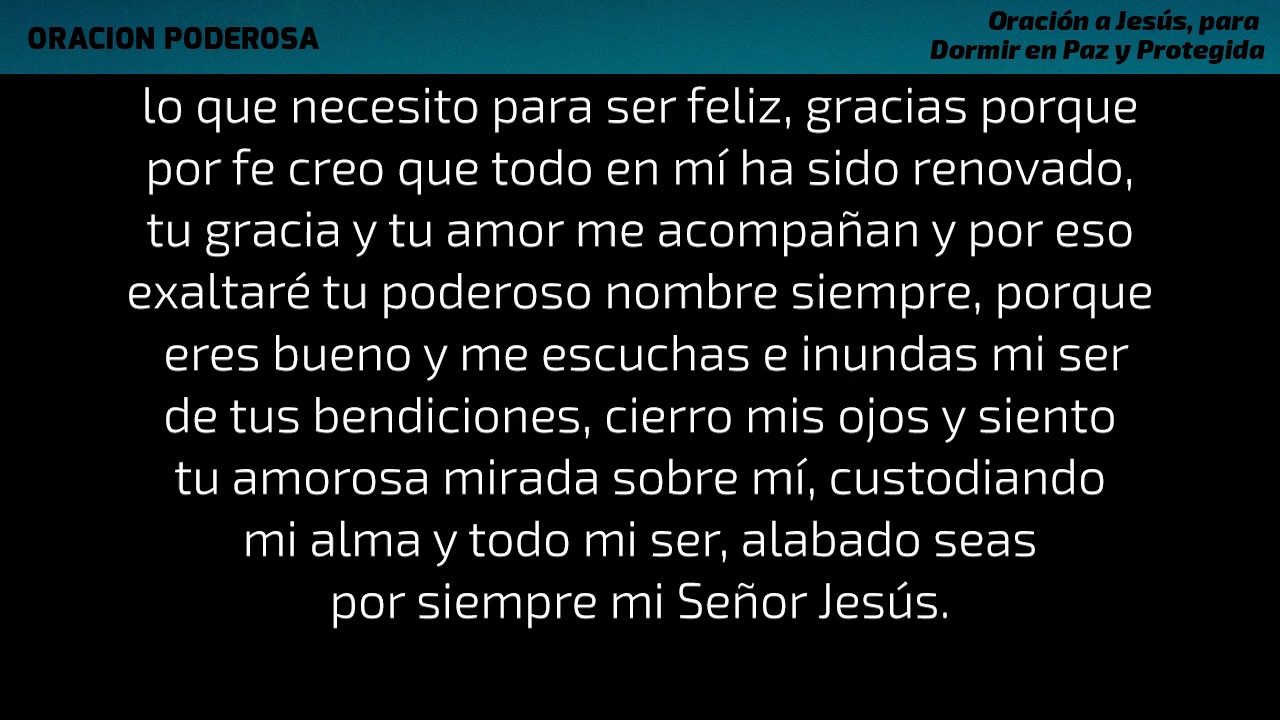 ORACION PODEROSA
Oración a Jesús, para
Dormir en Paz y Protegida
lo que necesito para ser feliz, gracias porque
por fe creo que todo en mí ha sido renovado,
tu gracia y tu amor me acompañan y por eso
exaltaré tu poderoso nombre siempre, porque
eres bueno y me escuchas e inundas mi ser
de tus bendiciones, cierro mis ojos y siento
tu amorosa mirada sobre mí, custodiando
mi alma y todo mi ser, alabado seas
por siempre mi Señor Jesús.